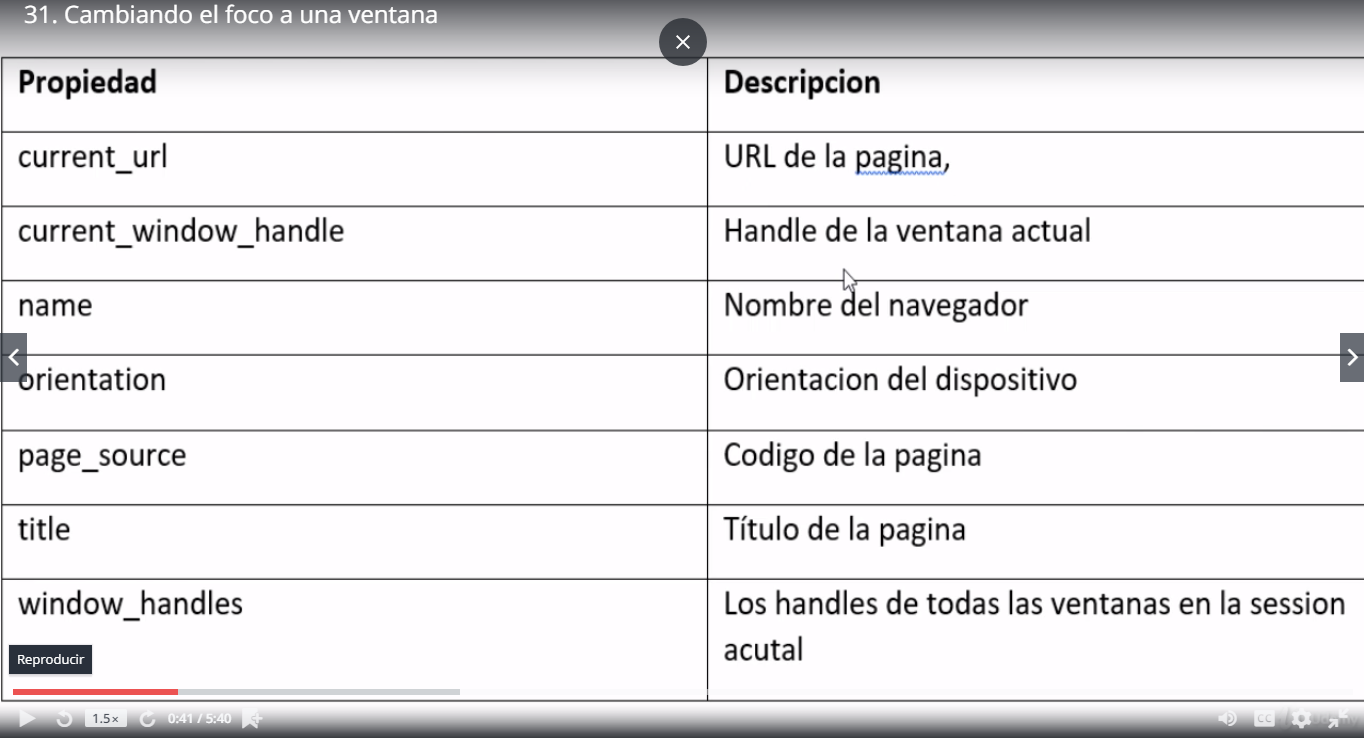 31. Cambiando el foco a una ventana
Propiedad
Descripcion
current_url
URL de la pagina,
current_window_handle
Handle de la ventana actual
name
Nombre del navegador
orientation
Orientacion del dispositivo
page_source
Codigo de la pagina
title
Título de la pagina
window_handles
Los handles de todas las ventanas en la session
acutal
Reproducir
1.5×
0:41 / 5:40
CC